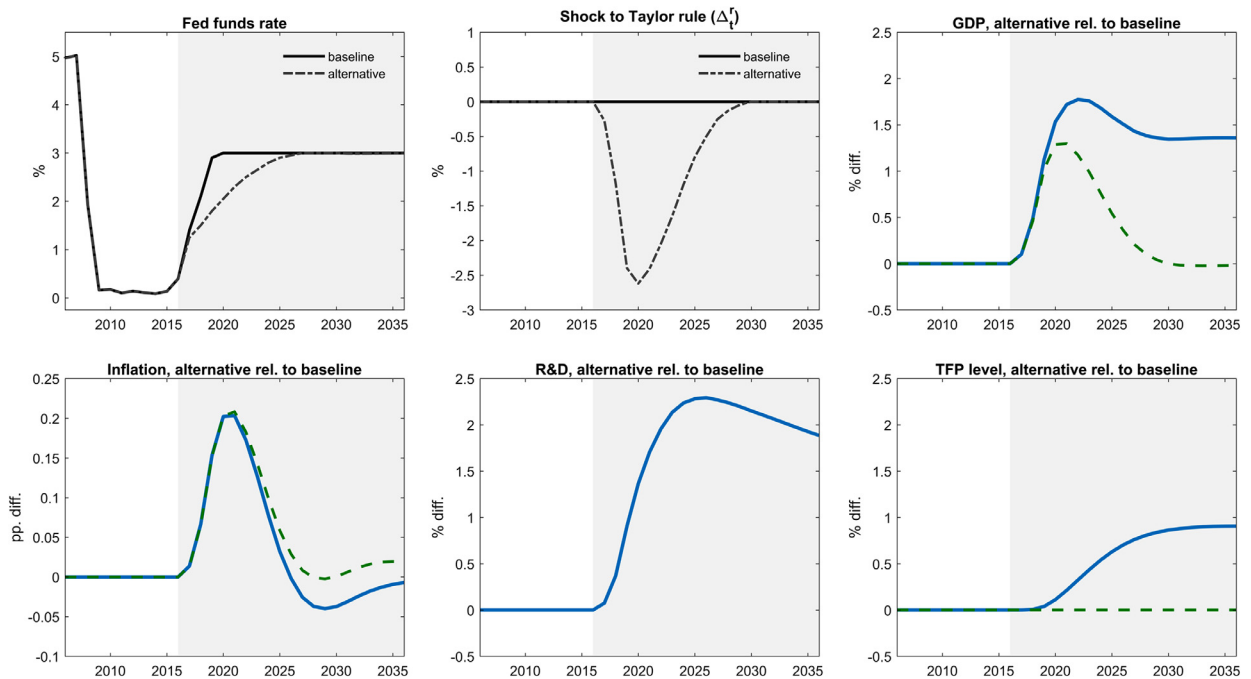 Fed funds rate
5
4
3
2
1
0
%
baseline
alternative
2010 2015 2020 2025 2030 2035
Shock to Taylor rule (Δᵣₜ)
1
0.5
0
-0.5
-1
-1.5
-2
-2.5
-3
%
baseline
alternative
2010 2015 2020 2025 2030 2035
GDP, alternative rel. to baseline
2.5
2
1.5
1
0.5
0
-0.5
% diff.
2010 2015 2020 2025 2030 2035
Inflation, alternative rel. to baseline
0.25
0.2
0.15
0.1
0.05
0
-0.05
-0.1
pp. diff.
2010 2015 2020 2025 2030 2035
R&D, alternative rel. to baseline
2.5
2
1.5
1
0.5
0
-0.5
% diff.
2010 2015 2020 2025 2030 2035
TFP level, alternative rel. to baseline
2.5
2
1.5
1
0.5
0
-0.5
% diff.
2010 2015 2020 2025 2030 2035